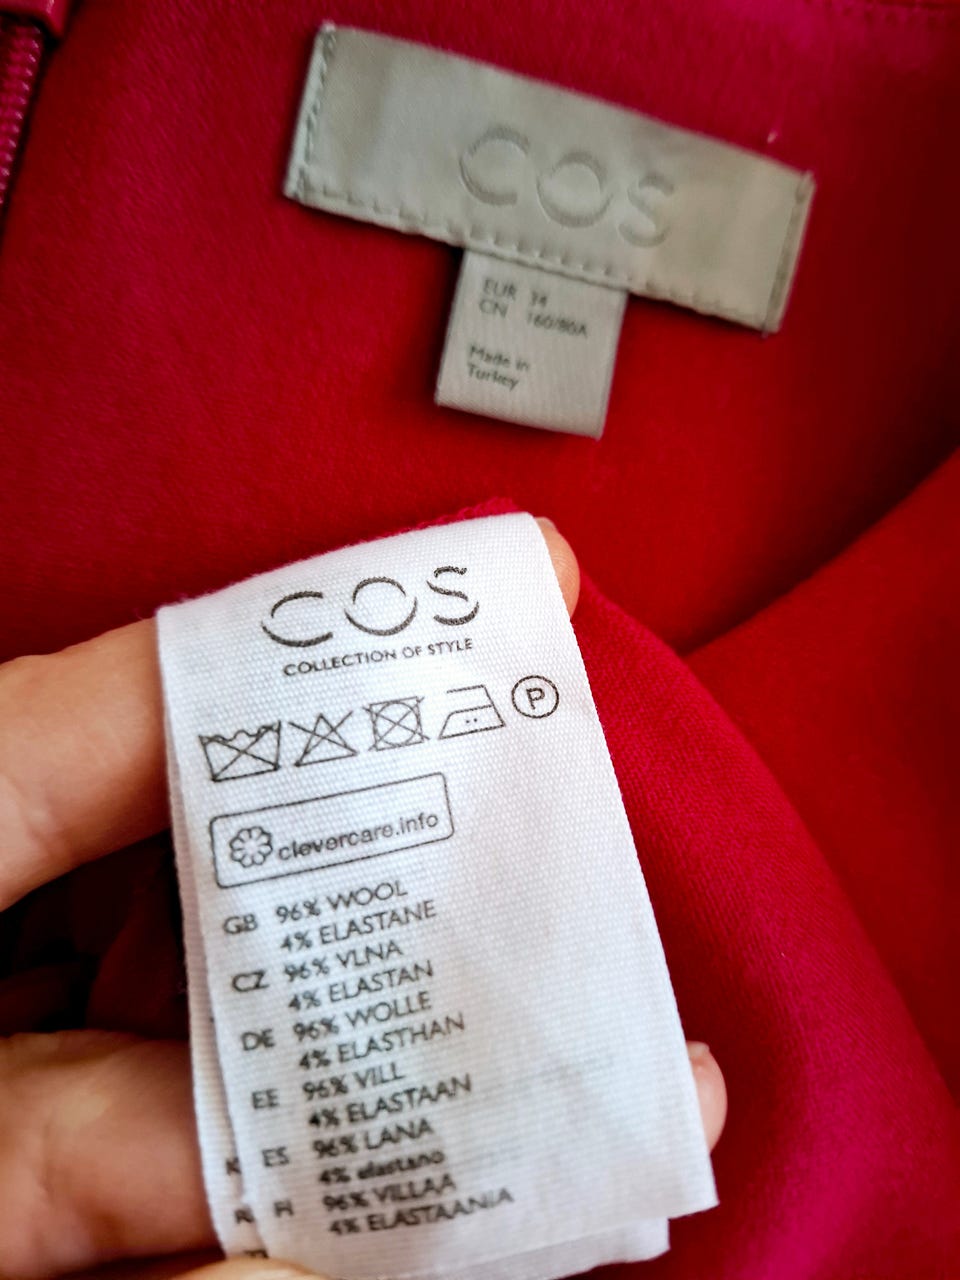 COS
EUR 34
CN 160/80A
Made in
Turkey
COS
COLLECTION OF STYLE
P
clevercare.info
GB 96% WOOL
4% ELASTANE
CZ 96% VLNA
4% ELASTAN
DE 96% WOLLE
4% ELASTHAN
EE 96% VILL
4% ELASTAAN
ES 96% LANA
4% elastano
FI 96% VILLAA
4% ELASTAANIA